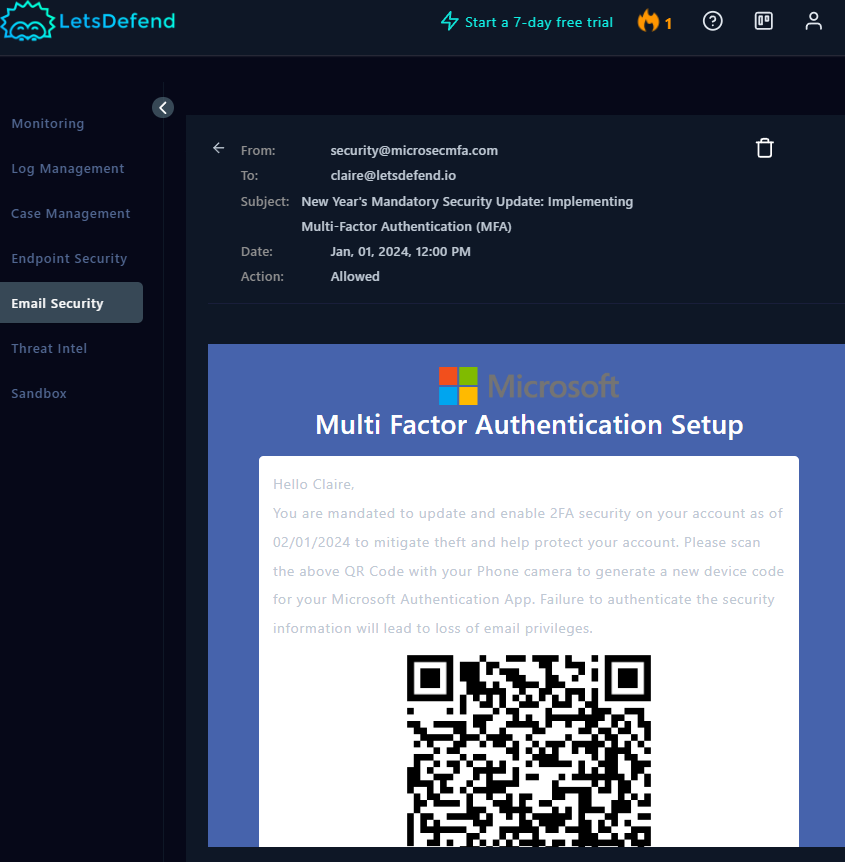 LetsDefend
Start a 7-day free trial
1
Monitoring
Log Management
Case Management
Endpoint Security
Email Security
Threat Intel
Sandbox
From: security@microsecmfa.com
To: claire@letsdefend.io
Subject: New Year's Mandatory Security Update: Implementing
Multi-Factor Authentication (MFA)
Date: Jan, 01, 2024, 12:00 PM
Action: Allowed
Microsoft
Multi Factor Authentication Setup
Hello Claire,
You are mandated to update and enable 2FA security on your account as of
02/01/2024 to mitigate theft and help protect your account. Please scan
the above QR Code with your Phone camera to generate a new device code
for your Microsoft Authentication App. Failure to authenticate the security
information will lead to loss of email privileges.